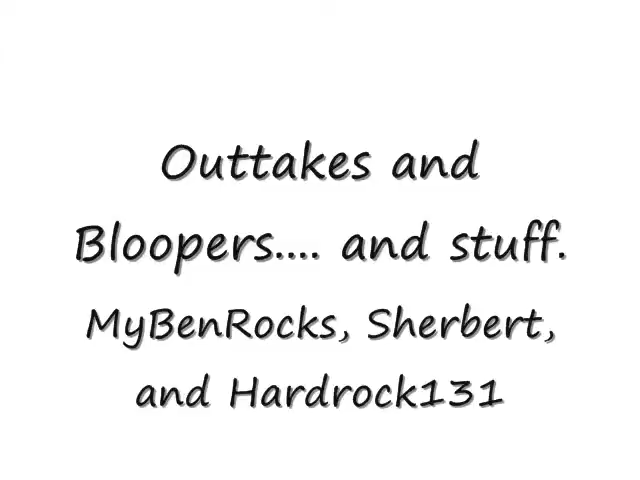 Outtakes and
Bloopers.... and stuff.
MyBenRocks, Sherbert,
and Hardrock131